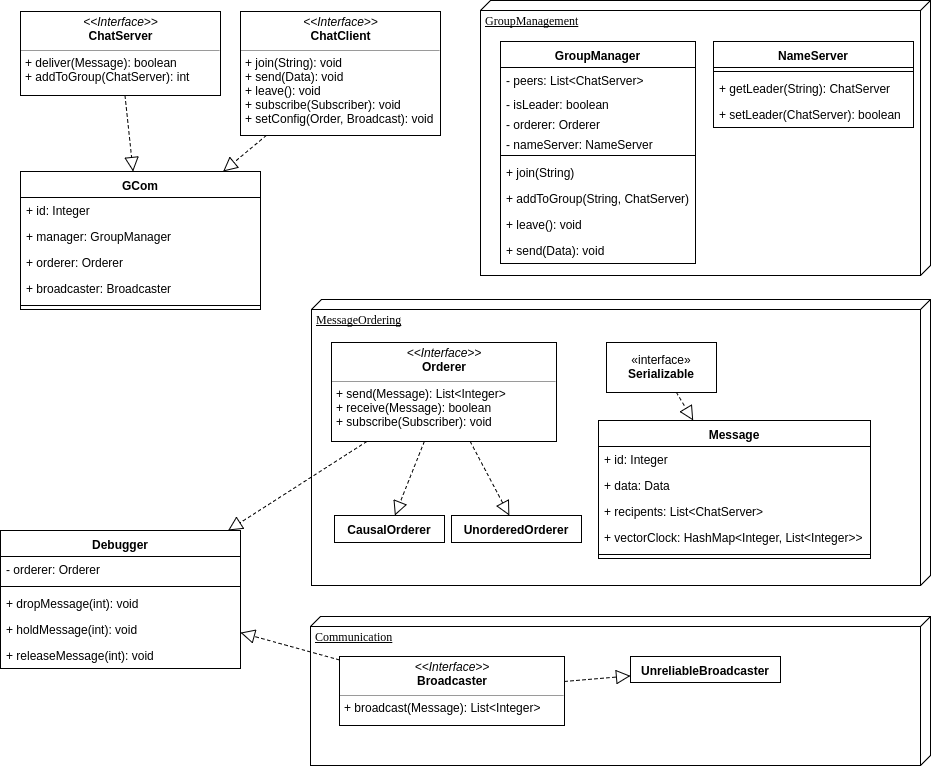 <<Interface>>
ChatServer
+ deliver(Message): boolean
+ addToGroup(ChatServer): int
<<Interface>>
ChatClient
+ join(String): void
+ send(Data): void
+ leave(): void
+ subscribe(Subscriber): void
+ setConfig(Order, Broadcast): void
GCom
+ id: Integer
+ manager: GroupManager
+ orderer: Orderer
+ broadcaster: Broadcaster
GroupManagement
GroupManager
- peers: List<ChatServer>
- isLeader: boolean
- orderer: Orderer
- nameServer: NameServer
+ join(String)
+ addToGroup(String, ChatServer)
+ leave(): void
+ send(Data): void
NameServer
+ getLeader(String): ChatServer
+ setLeader(ChatServer): boolean
MessageOrdering
<<Interface>>
Orderer
+ send(Message): List<Integer>
+ receive(Message): boolean
+ subscribe(Subscriber): void
«interface»
Serializable
Message
+ id: Integer
+ data: Data
+ recipents: List<ChatServer>
+ vectorClock: HashMap<Integer, List<Integer>>
CausalOrderer
UnorderedOrderer
Debugger
- orderer: Orderer
+ dropMessage(int): void
+ holdMessage(int): void
+ releaseMessage(int): void
Communication
<<Interface>>
Broadcaster
+ broadcast(Message): List<Integer>
UnreliableBroadcaster